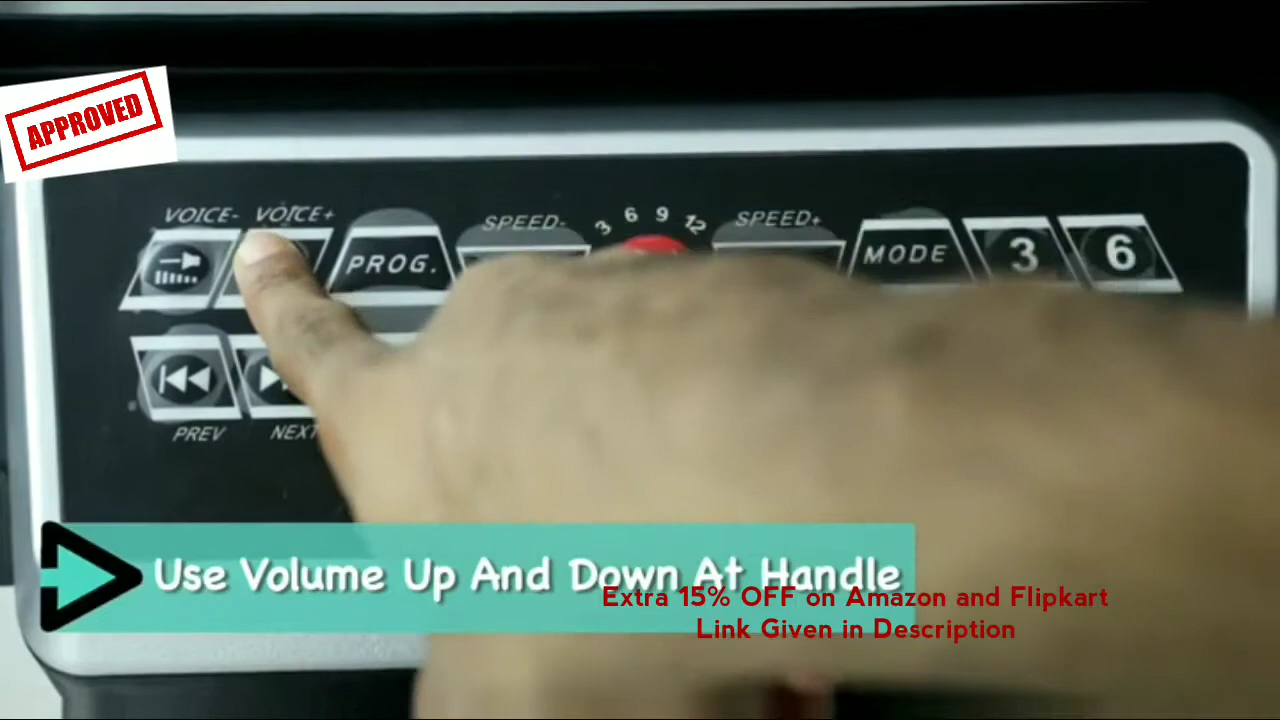 APPROVED
VOICE- VOICE+
SPEED- 3 6 9 12 SPEED+
PROG. MODE 3 6
PREV NEXT
Use Volume Up And Down At Handle
Extra 15% OFF on Amazon and Flipkart
Link Given in Description